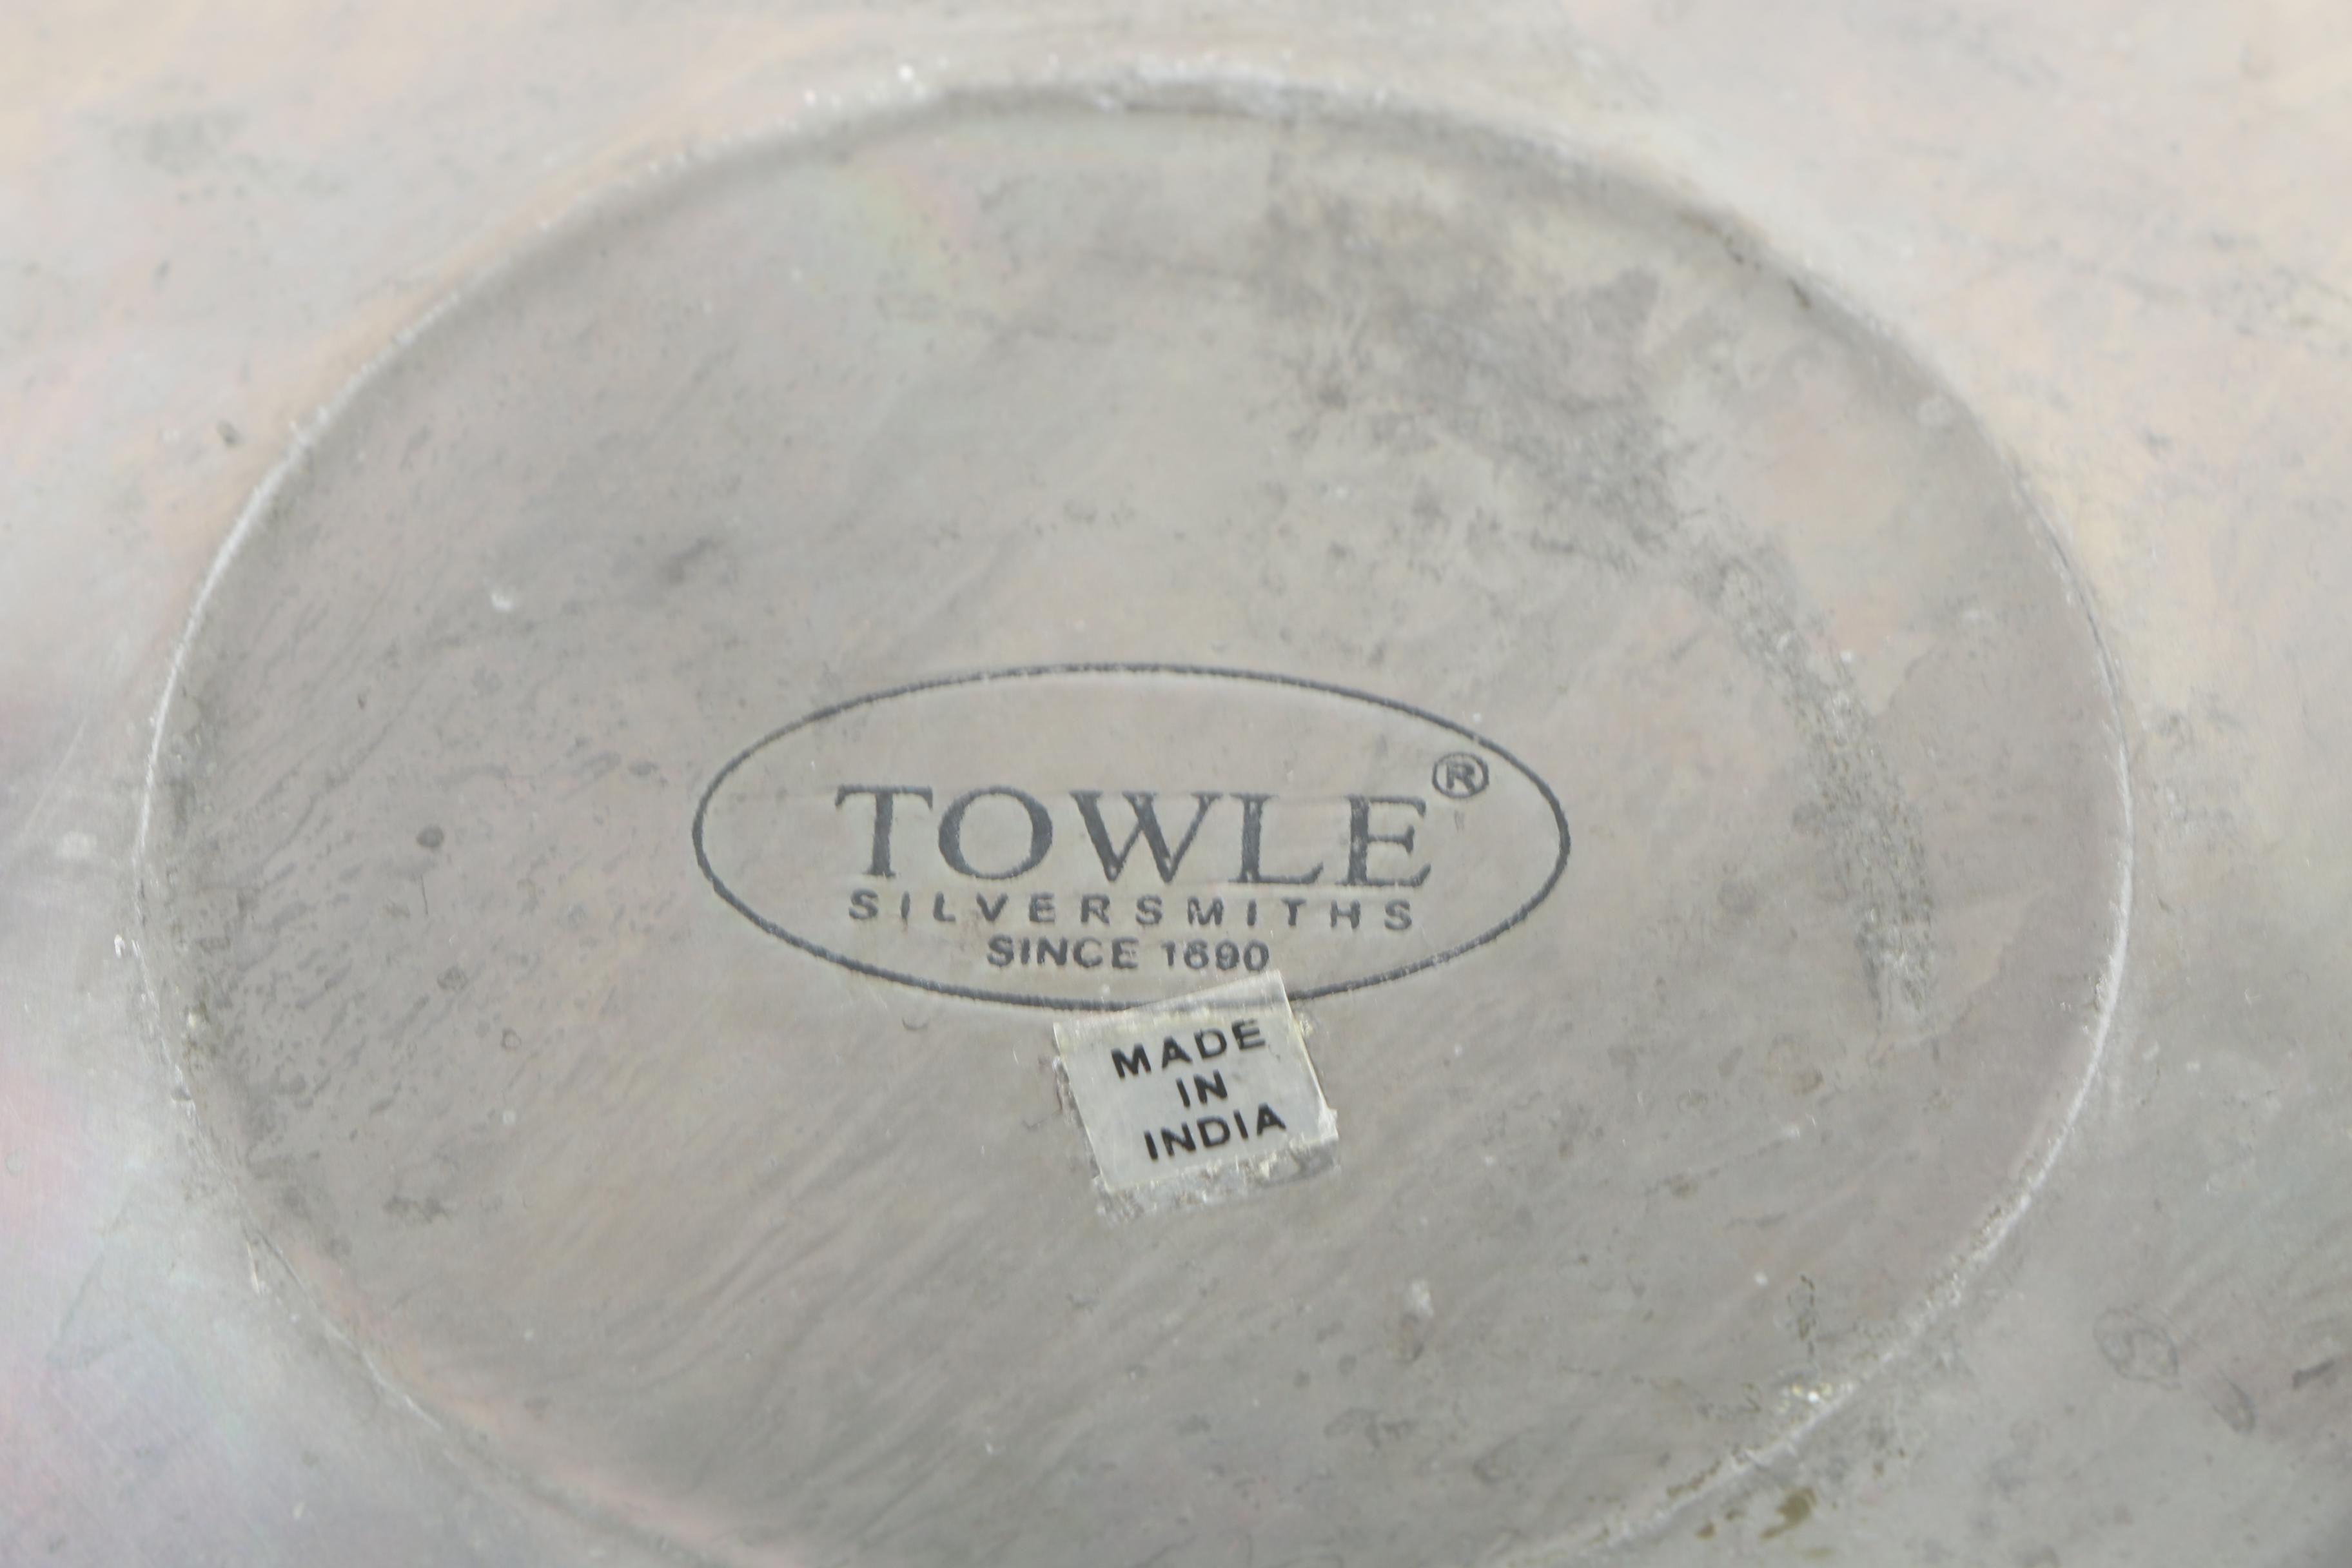 TOWLE®
SILVERSMITHS
SINCE 1690
MADE
IN
INDIA